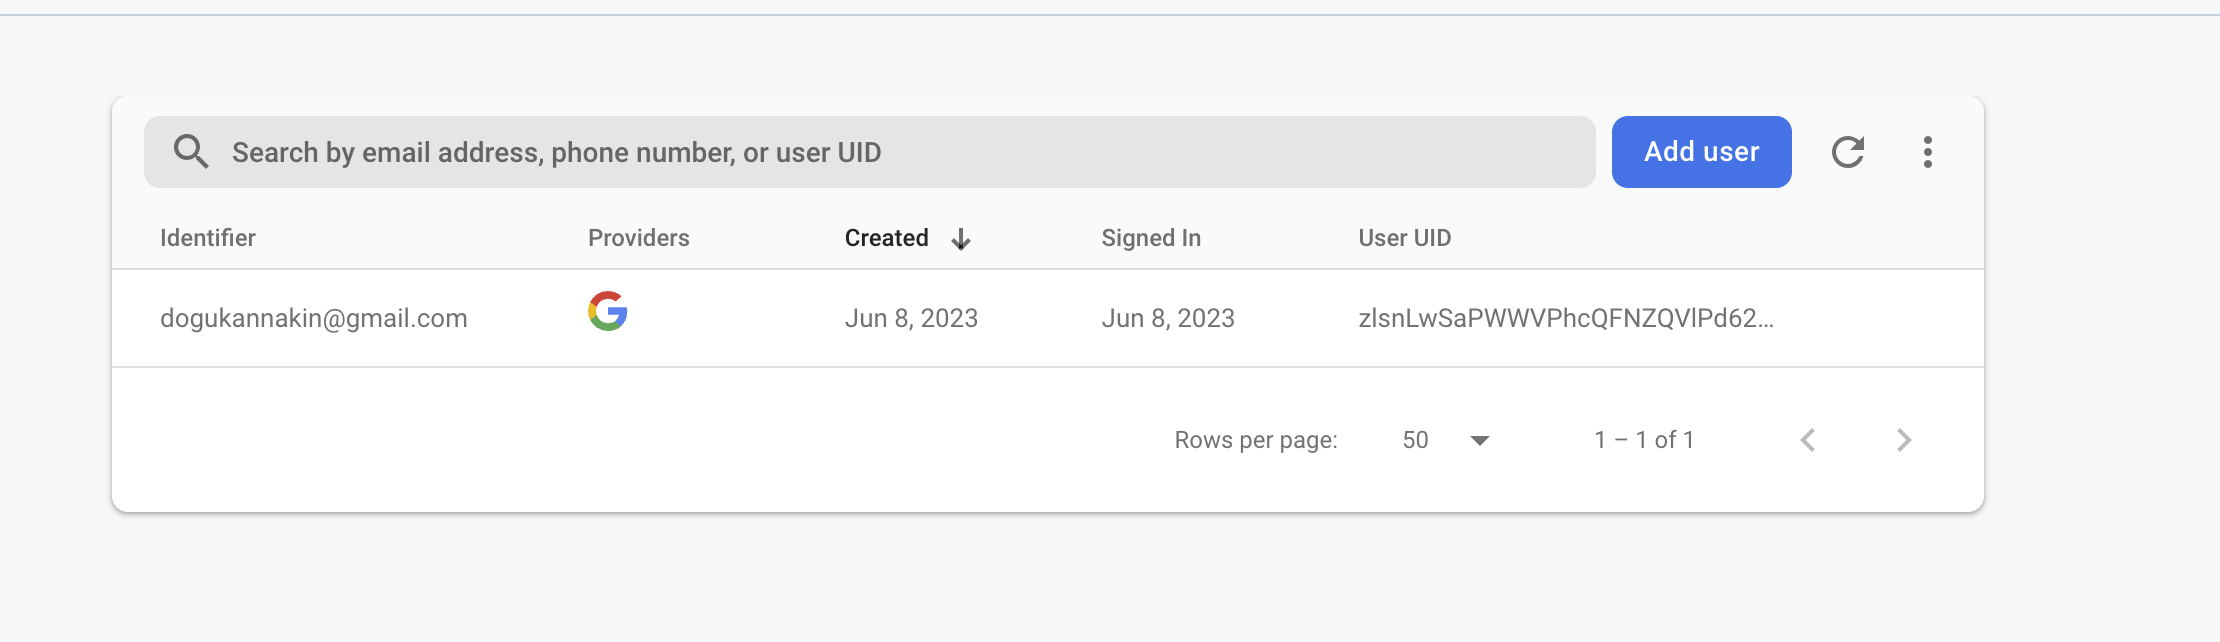 Search by email address, phone number, or user UID
Add user
Identifier Providers Created Signed In User UID
dogukannakin@gmail.com Jun 8, 2023 Jun 8, 2023 zlsnLwSaPWWVPhcQFNZQVlPd62...
Rows per page: 50 1 – 1 of 1